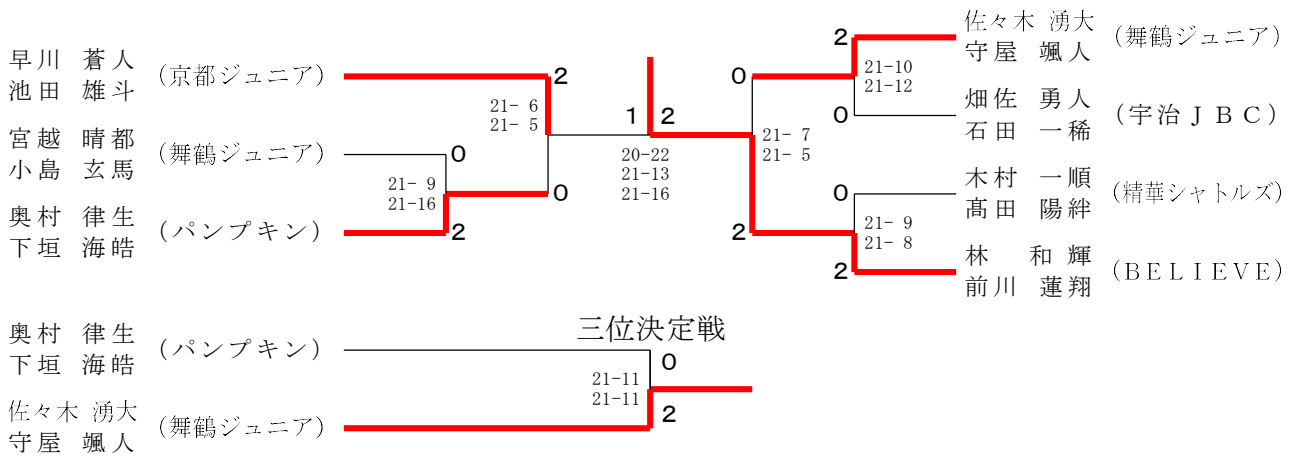 早川 蒼人
池田 雄斗
(京都ジュニア)
2
21- 6
21- 5
宮越 晴都
小島 玄馬
(舞鶴ジュニア)
0
21- 9
21-16
0
奥村 律生
下垣 海皓
(パンプキン)
2
1 2
20-22
21-13
21-16
佐々木 湧大
守屋 颯人
(舞鶴ジュニア)
2
0
21-10
21-12
畑佐 勇人
石田 一稀
(宇治ＪＢＣ)
0
21- 7
21- 5
木村 一順
髙田 陽絆
(精華シャトルズ)
0
21- 9
21- 8
2
林 和輝
前川 蓮翔
(ＢＥＬＩＥＶＥ)
2
三位決定戦
奥村 律生
下垣 海皓
(パンプキン)
0
21-11
21-11
佐々木 湧大
守屋 颯人
(舞鶴ジュニア)
2